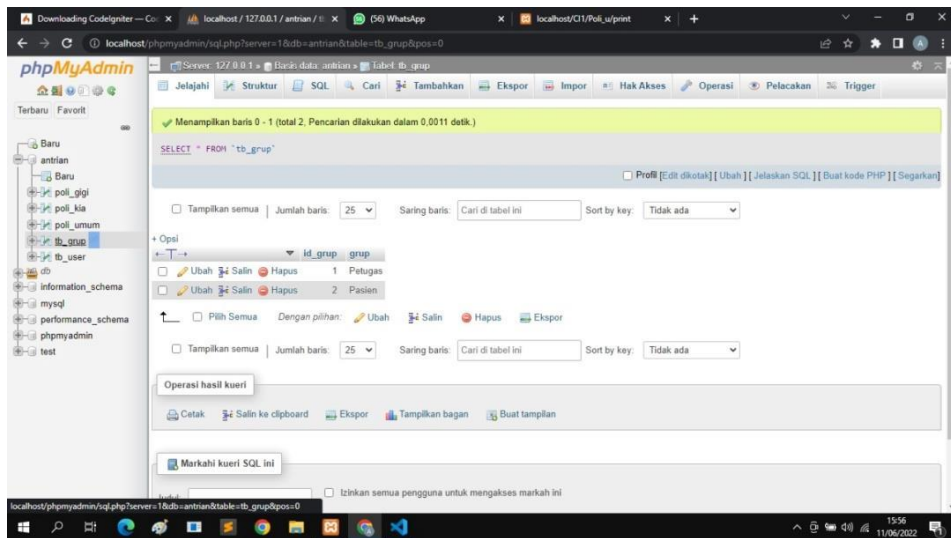 Downloading CodeIgniter — Co
localhost / 127.0.0.1 / antrian / t
(56) WhatsApp
localhost/CI1/Poli_u/print
localhost/phpmyadmin/sql.php?server=1&db=antrian&table=tb_grup&pos=0
phpMyAdmin
Terbaru Favorit
Baru
antrian
Baru
poli_gigi
poli_kia
poli_umum
tb_grup
tb_user
db
information_schema
mysql
performance_schema
phpmyadmin
test
Server: 127.0.0.1 » Basis data: antrian » Tabel: tb_grup
Jelajahi Struktur SQL Cari Tambahkan Ekspor Impor Hak Akses Operasi Pelacakan Trigger
Menampilkan baris 0 - 1 (total 2, Pencarian dilakukan dalam 0,0011 detik.)
SELECT * FROM `tb_grup`
Profil [Edit dikotak] [ Ubah ] [ Jelaskan SQL ] [ Buat kode PHP ] [ Segarkan]
Tampilkan semua | Jumlah baris: 25 Saring baris: Cari di tabel ini Sort by key: Tidak ada
+ Opsi
←T→ id_grup grup
Ubah Salin Hapus 1 Petugas
Ubah Salin Hapus 2 Pasien
Pilih Semua Dengan pilihan: Ubah Salin Hapus Ekspor
Tampilkan semua | Jumlah baris: 25 Saring baris: Cari di tabel ini Sort by key: Tidak ada
Operasi hasil kueri
Cetak Salin ke clipboard Ekspor Tampilkan bagan Buat tampilan
Markahi kueri SQL ini
Judul: Izinkan semua pengguna untuk mengakses markah ini
localhost/phpmyadmin/sql.php?server=1&db=antrian&table=tb_grup&pos=0
15:56
11/06/2022